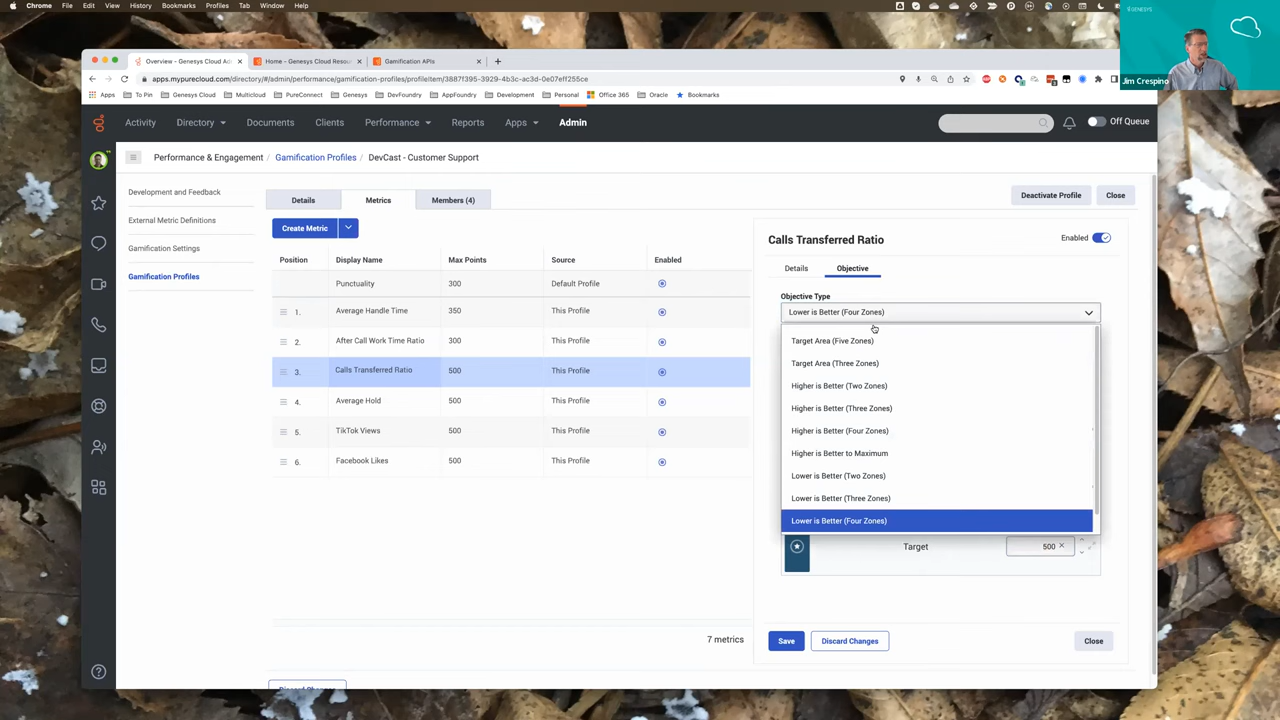 Chrome File Edit View History Bookmarks Profiles Tab Window Help
GENESYS
Jim Crespino
Overview - Genesys Cloud Ad
Home - Genesys Cloud Resou
Gamification APIs
apps.mypurecloud.com/directory/#/admin/performance/gamification-profiles/profileItem/3887f395-3929-4b3c-ac3d-0e07eff255ce
Apps To Pin Genesys Cloud Multicloud PureConnect Genesys DevFoundry AppFoundry Development Personal Office 365 Oracle Bookmarks
Activity Directory Documents Clients Performance Reports Apps Admin Off Queue
Performance & Engagement / Gamification Profiles / DevCast - Customer Support
Development and Feedback
External Metric Definitions
Gamification Settings
Gamification Profiles
Details Metrics Members (4)
Deactivate Profile Close
Create Metric
Position Display Name Max Points Source Enabled
Punctuality 300 Default Profile
1. Average Handle Time 350 This Profile
2. After Call Work Time Ratio 300 This Profile
3. Calls Transferred Ratio 500 This Profile
4. Average Hold 500 This Profile
5. TikTok Views 500 This Profile
6. Facebook Likes 500 This Profile
7 metrics
Calls Transferred Ratio Enabled
Details Objective
Objective Type
Lower is Better (Four Zones)
Target Area (Five Zones)
Target Area (Three Zones)
Higher is Better (Two Zones)
Higher is Better (Three Zones)
Higher is Better (Four Zones)
Higher is Better to Maximum
Lower is Better (Two Zones)
Lower is Better (Three Zones)
Lower is Better (Four Zones)
Target 500
Save Discard Changes Close
Discard Changes